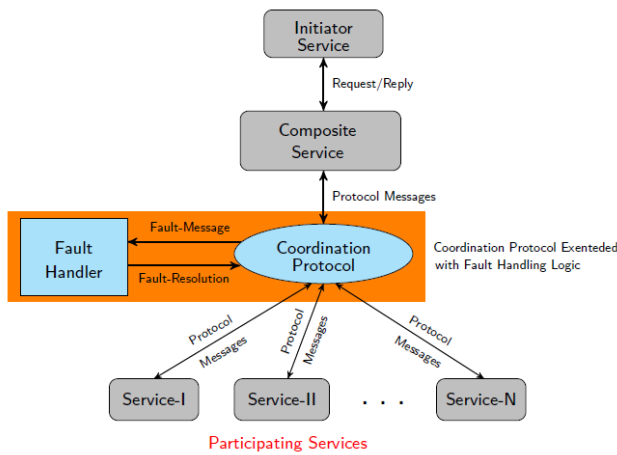 Initiator
Service
Request/Reply
Composite
Service
Protocol Messages
Fault-Message
Fault
Handler
Coordination
Protocol
Fault-Resolution
Coordination Protocol Exenteded
with Fault Handling Logic
Protocol
Messages
Protocol
Messages
Protocol
Messages
Service-I
Service-II
. . .
Service-N
Participating Services